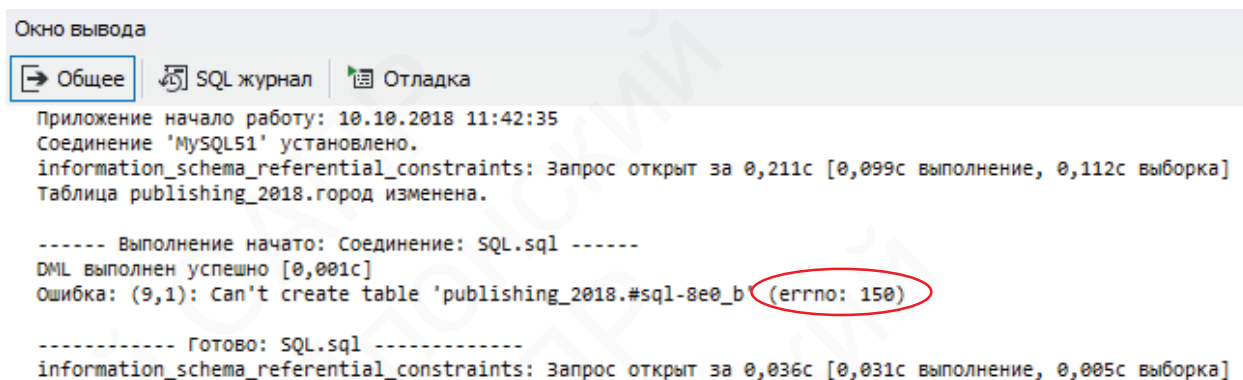 Окно вывода
Общее SQL журнал Отладка
Приложение начало работу: 10.10.2018 11:42:35
Соединение 'MySQL51' установлено.
information_schema_referential_constraints: Запрос открыт за 0,211с [0,099с выполнение, 0,112с выборка]
Таблица publishing_2018.город изменена.
------ Выполнение начато: Соединение: SQL.sql ------
DML выполнен успешно [0,001с]
Ошибка: (9,1): Can't create table 'publishing_2018.#sql-8e0_b' (errno: 150)
------------ Готово: SQL.sql -------------
information_schema_referential_constraints: Запрос открыт за 0,036с [0,031с выполнение, 0,005с выборка]